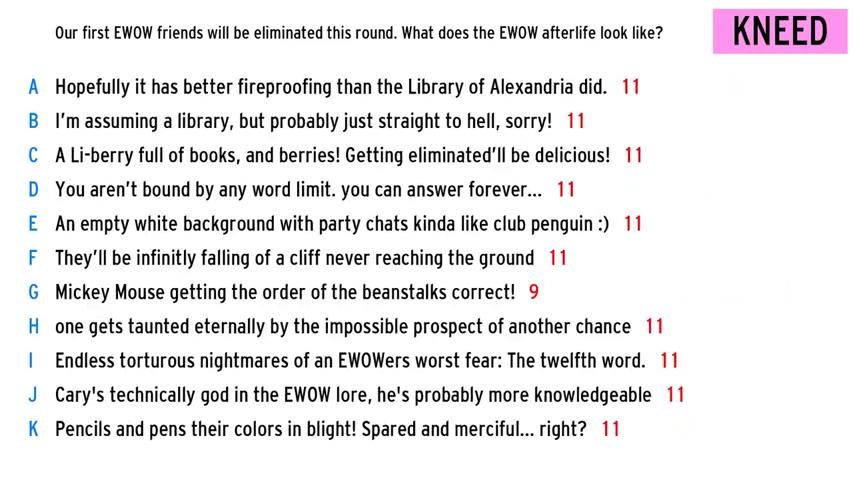 Our first EWOW friends will be eliminated this round. What does the EWOW afterlife look like?
KNEED
A Hopefully it has better fireproofing than the Library of Alexandria did. 11
B I'm assuming a library, but probably just straight to hell, sorry! 11
C A Li-berry full of books, and berries! Getting eliminated'll be delicious! 11
D You aren't bound by any word limit. you can answer forever... 11
E An empty white background with party chats kinda like club penguin :) 11
F They'll be infinitly falling of a cliff never reaching the ground 11
G Mickey Mouse getting the order of the beanstalks correct! 9
H one gets taunted eternally by the impossible prospect of another chance 11
I Endless torturous nightmares of an EWOWers worst fear: The twelfth word. 11
J Cary's technically god in the EWOW lore, he's probably more knowledgeable 11
K Pencils and pens their colors in blight! Spared and merciful... right? 11